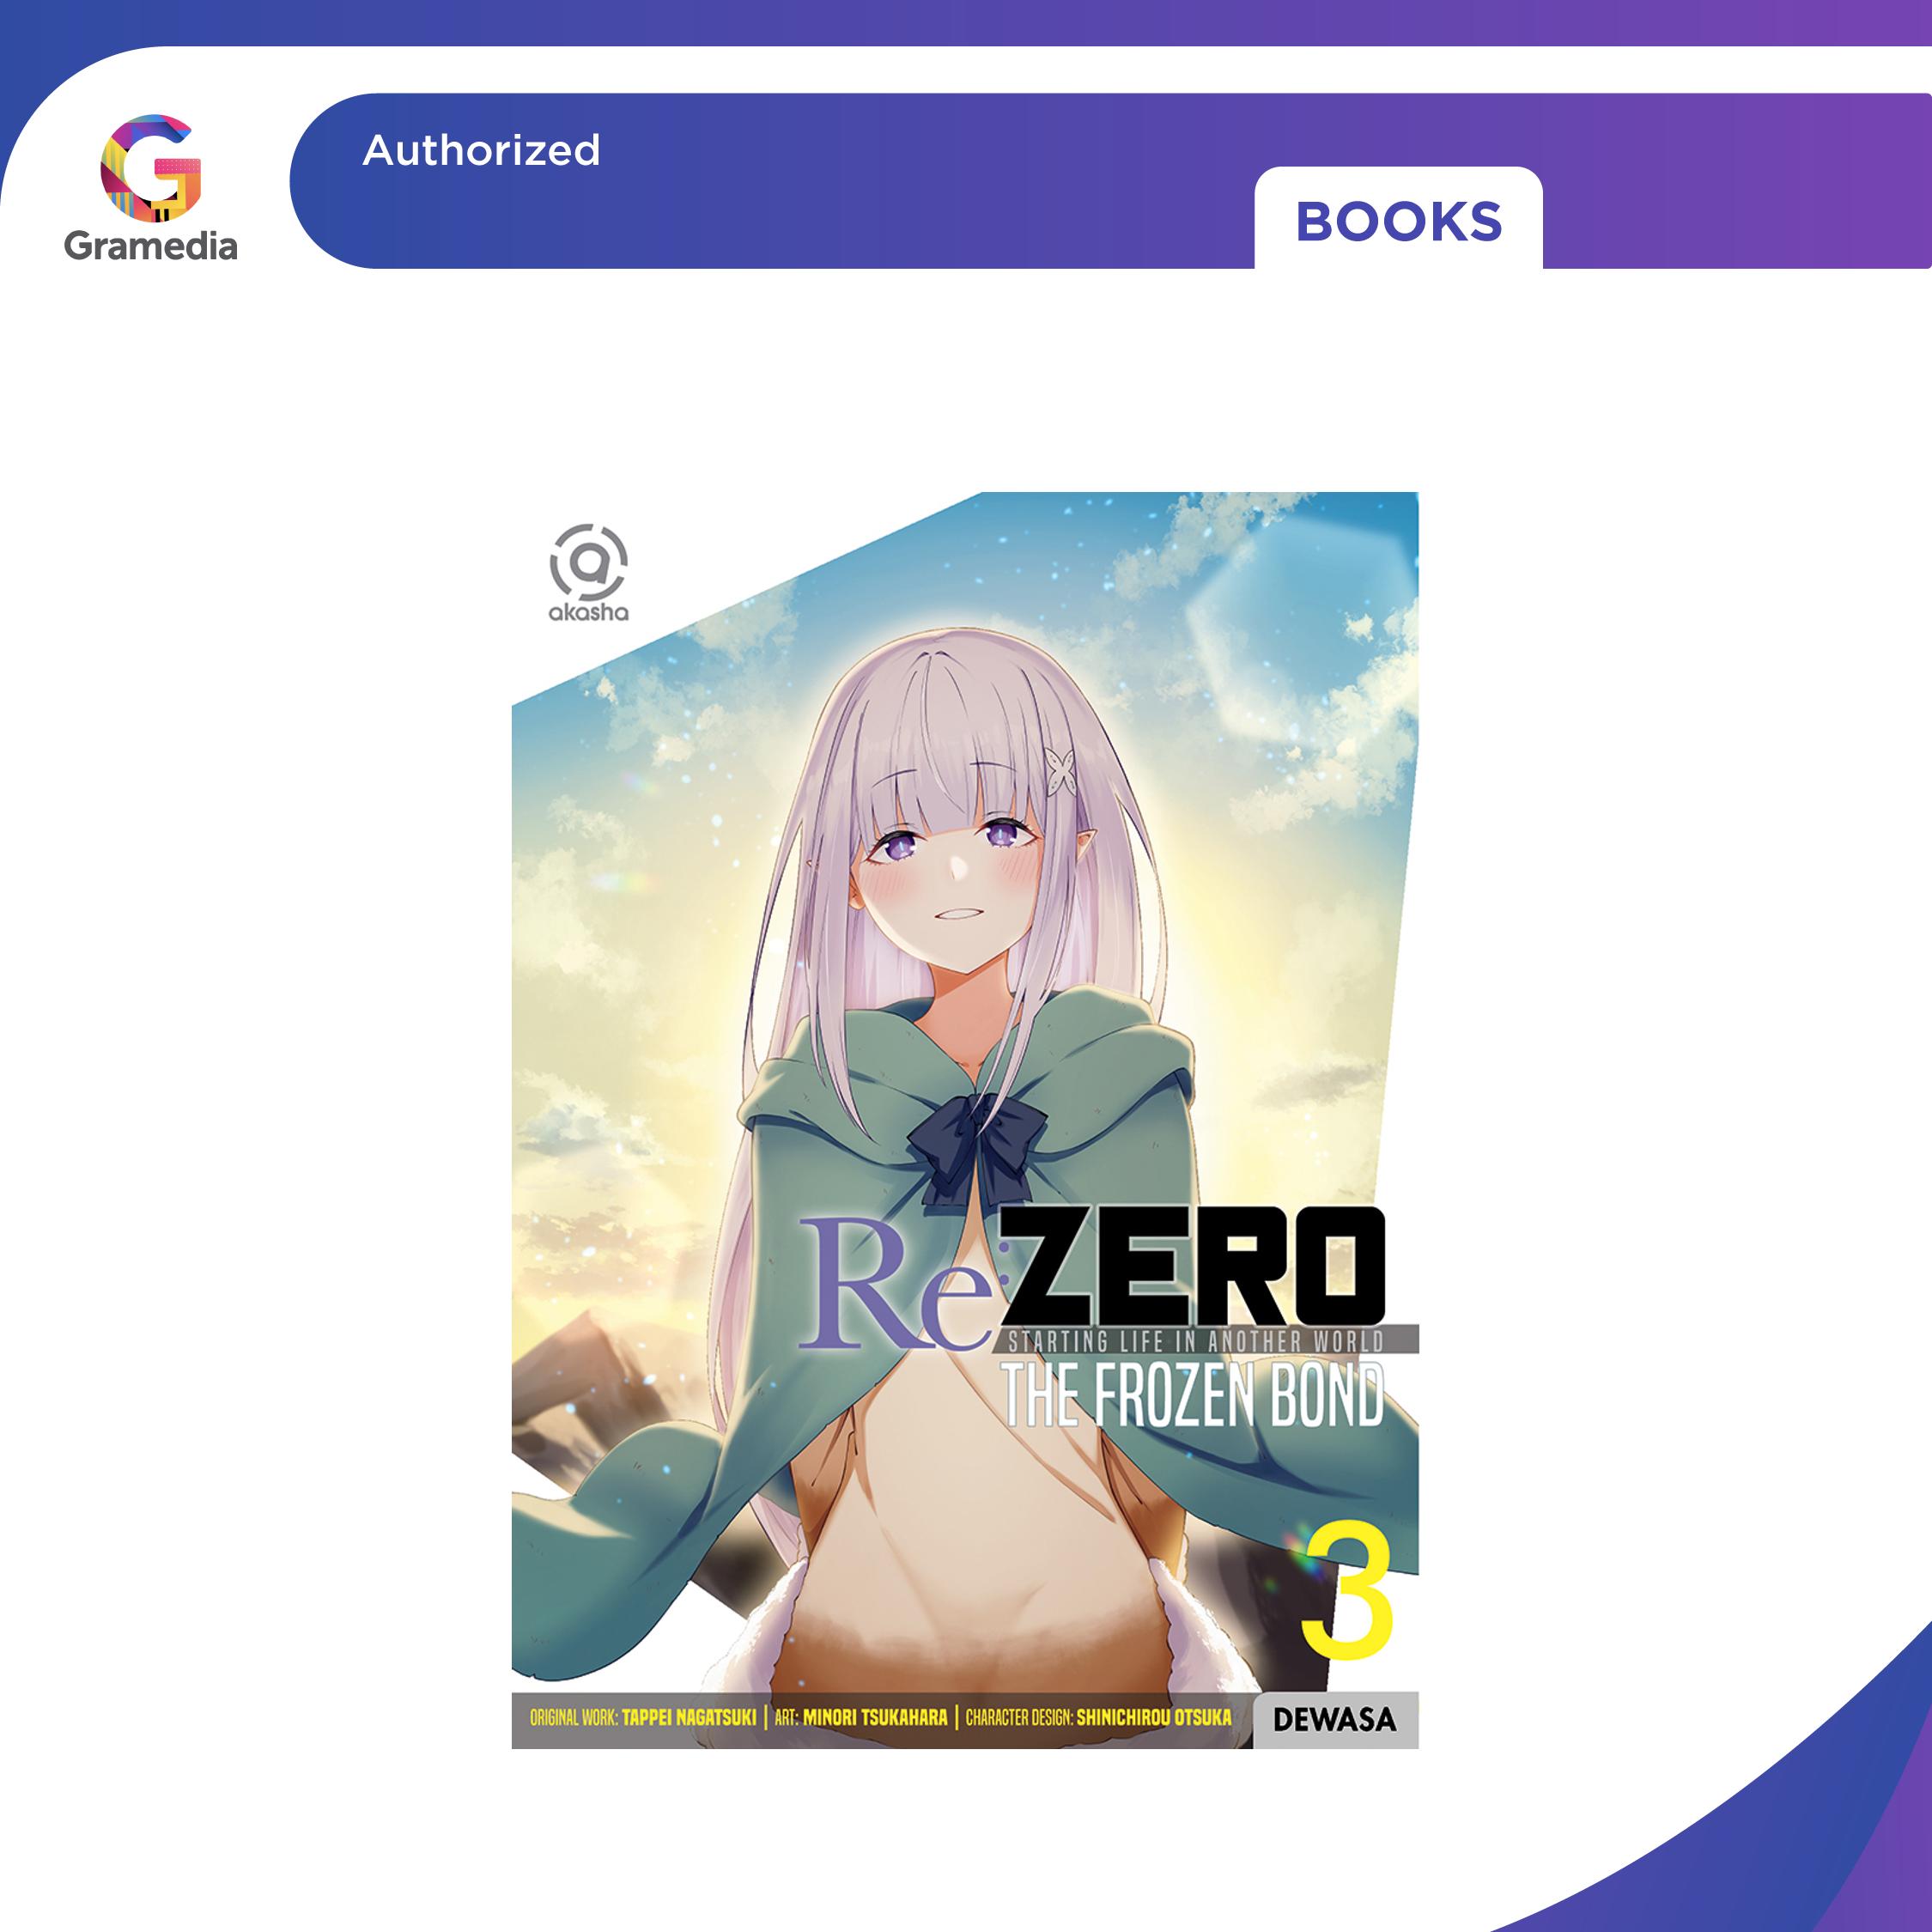 Authorized
BOOKS
Gramedia
akasha
Re:ZERO
STARTING LIFE IN ANOTHER WORLD
THE FROZEN BOND
3
ORIGINAL WORK: TAPPEI NAGATSUKI | ART: MINORI TSUKAHARA | CHARACTER DESIGN: SHINICHIROU OTSUKA
DEWASA